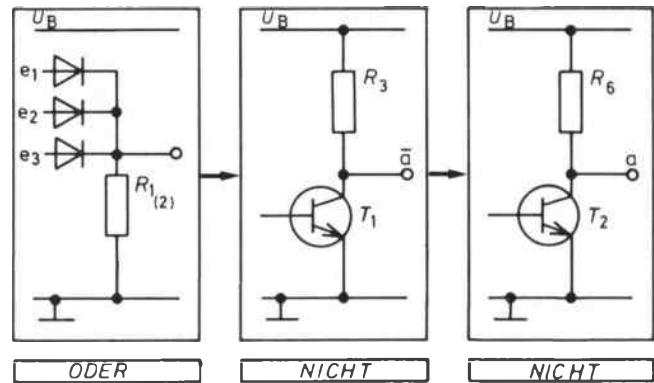 U_B
e1
e2
e3
R1(2)
ODER
U_B
R3
ā
T1
NICHT
U_B
R6
a
T2
NICHT